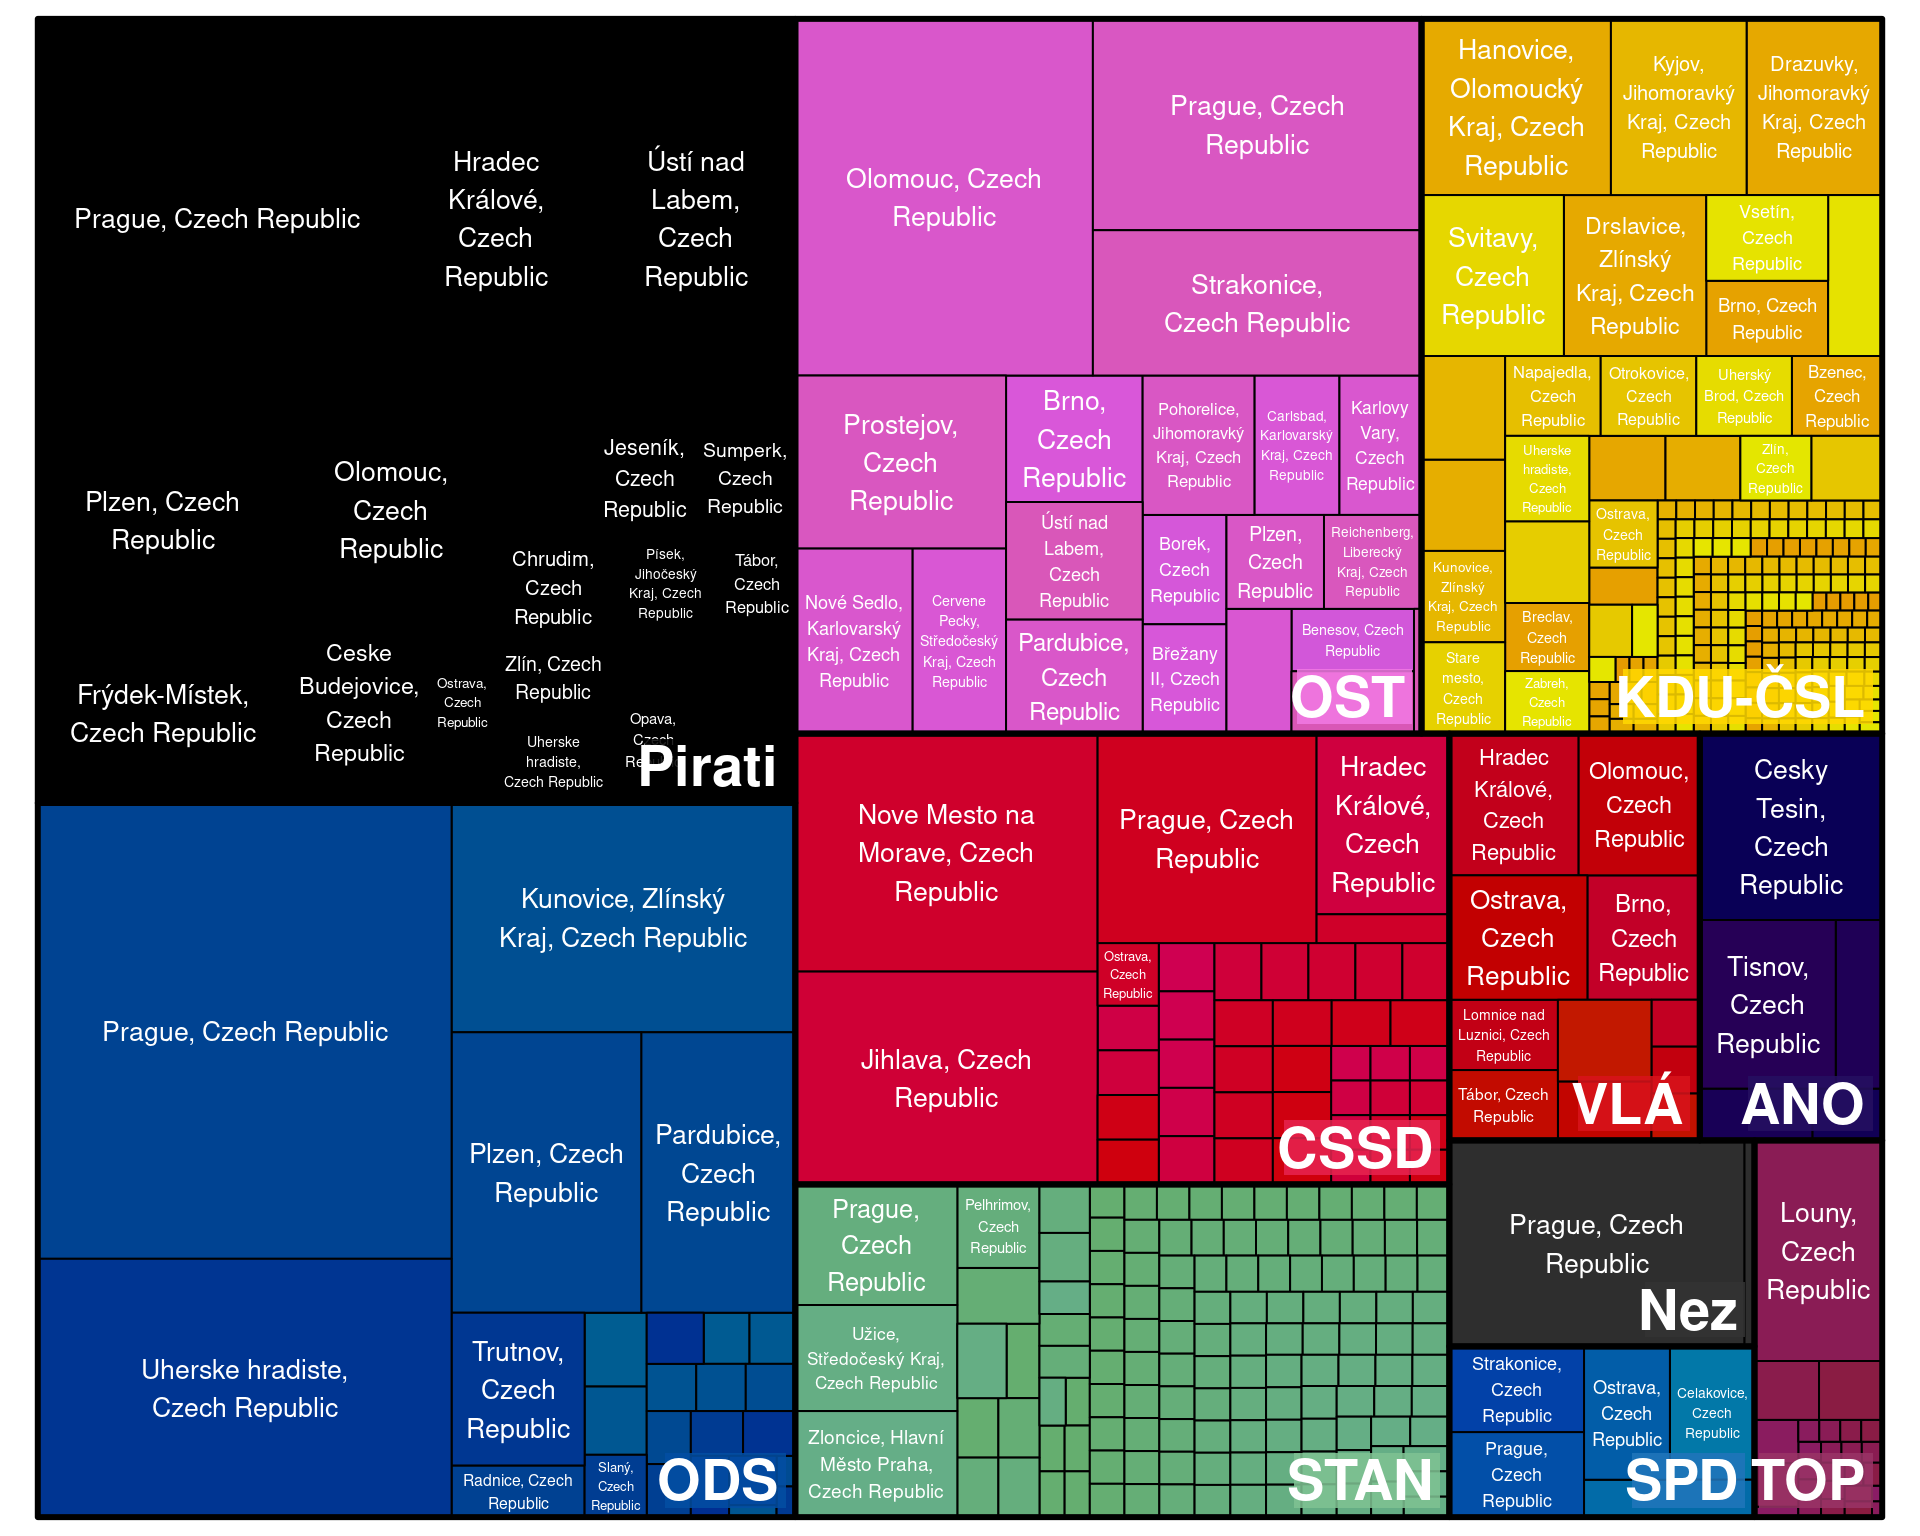 Prague, Czech Republic
Hradec
Králové,
Czech
Republic
Ústí nad
Labem,
Czech
Republic
Plzen, Czech
Republic
Olomouc,
Czech
Republic
Jeseník,
Czech
Republic
Sumperk,
Czech
Republic
Chrudim,
Czech
Republic
Písek,
Jihočeský
Kraj, Czech
Republic
Tábor,
Czech
Republic
Frýdek-Místek,
Czech Republic
Ceske
Budejovice,
Czech
Republic
Ostrava,
Czech
Republic
Zlín, Czech
Republic
Uherske
hradiste,
Czech Republic
Opava,
Pirati
Olomouc, Czech
Republic
Prague, Czech
Republic
Strakonice,
Czech Republic
Prostejov,
Czech
Republic
Brno,
Czech
Republic
Pohorelice,
Jihomoravký
Kraj, Czech
Republic
Carlsbad,
Karlovarský
Kraj, Czech
Republic
Karlovy
Vary,
Czech
Republic
Nové Sedlo,
Karlovarský
Kraj, Czech
Republic
Cervene
Pecky,
Středočeský
Kraj, Czech
Republic
Ústí nad
Labem,
Czech
Republic
Pardubice,
Czech
Republic
Borek,
Czech
Republic
Plzen,
Czech
Republic
Reichenberg,
Liberecký
Kraj, Czech
Republic
Břežany
II, Czech
Republic
Benesov, Czech
Republic
OST
Hanovice,
Olomoucký
Kraj, Czech
Republic
Kyjov,
Jihomoravký
Kraj, Czech
Republic
Drazuvky,
Jihomoravký
Kraj, Czech
Republic
Svitavy,
Czech
Republic
Drslavice,
Zlínský
Kraj, Czech
Republic
Vsetín,
Czech
Republic
Brno, Czech
Republic
Napajedla,
Czech
Republic
Otrokovice,
Czech
Republic
Uherský
Brod, Czech
Republic
Bzenec,
Czech
Republic
Uherske
hradiste,
Czech
Republic
Zlín,
Czech
Republic
Ostrava,
Czech
Republic
Kunovice,
Zlínský
Kraj, Czech
Republic
Breclav,
Czech
Republic
Stare
mesto,
Czech
Republic
Zabreh,
Czech
Republic
KDU-ČSL
Prague, Czech Republic
Kunovice, Zlínský
Kraj, Czech Republic
Plzen, Czech
Republic
Pardubice,
Czech
Republic
Uherske hradiste,
Czech Republic
Trutnov,
Czech
Republic
Radnice, Czech
Republic
Slaný,
Czech
Republic
ODS
Nove Mesto na
Morave, Czech
Republic
Prague, Czech
Republic
Hradec
Králové,
Czech
Republic
Jihlava, Czech
Republic
Ostrava,
Czech
Republic
CSSD
Hradec
Králové,
Czech
Republic
Olomouc,
Czech
Republic
Ostrava,
Czech
Republic
Brno,
Czech
Republic
Lomnice nad
Luznici, Czech
Republic
Tábor, Czech
Republic
VLÁ
Cesky
Tesin,
Czech
Republic
Tisnov,
Czech
Republic
ANO
Prague,
Czech
Republic
Pelhrimov,
Czech
Republic
Užice,
Středočeský Kraj,
Czech Republic
Zloncice, Hlavní
Město Praha,
Czech Republic
STAN
Prague, Czech
Republic
Nez
Louny,
Czech
Republic
TOP
Strakonice,
Czech
Republic
Prague,
Czech
Republic
Ostrava,
Czech
Republic
Celakovice,
Czech
Republic
SPD